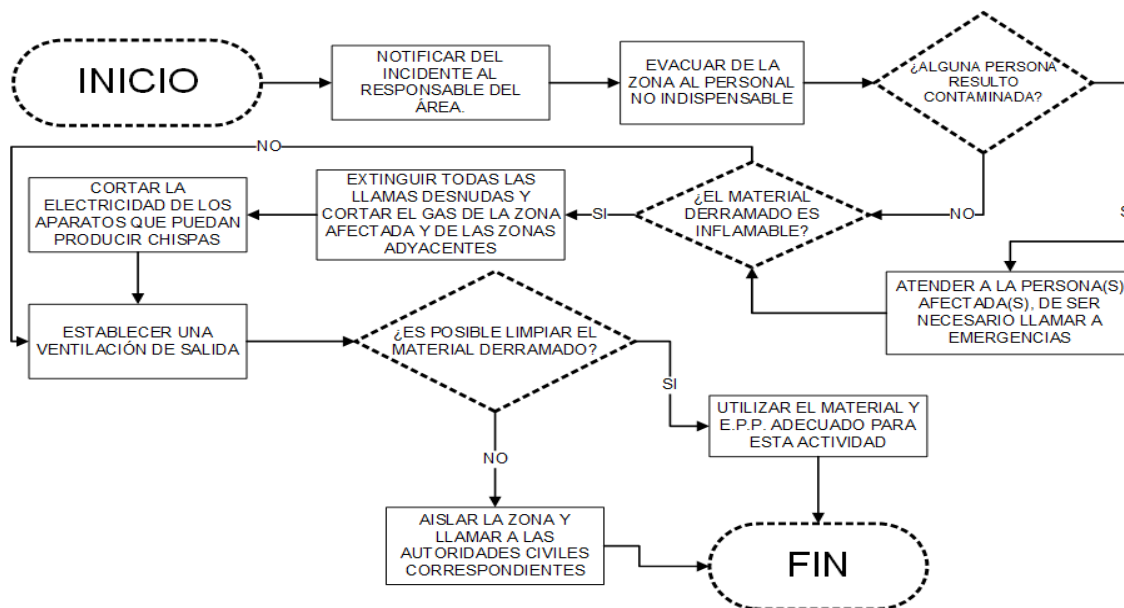 INICIO
NOTIFICAR DEL
INCIDENTE AL
RESPONSABLE DEL
ÁREA.
EVACUAR DE LA
ZONA AL PERSONAL
NO INDISPENSABLE
¿ALGUNA PERSONA
RESULTO
CONTAMINADA?
NO
NO
CORTAR LA
ELECTRICIDAD DE LOS
APARATOS QUE PUEDAN
PRODUCIR CHISPAS
EXTINGUIR TODAS LAS
LLAMAS DESNUDAS Y
CORTAR EL GAS DE LA ZONA
AFECTADA Y DE LAS ZONAS
ADYACENTES
SI
¿EL MATERIAL
DERRAMADO ES
INFLAMABLE?
ATENDER A LA PERSONA(S)
AFECTADA(S), DE SER
NECESARIO LLAMAR A
EMERGENCIAS
ESTABLECER UNA
VENTILACIÓN DE SALIDA
¿ES POSIBLE LIMPIAR EL
MATERIAL DERRAMADO?
SI
UTILIZAR EL MATERIAL Y
E.P.P. ADECUADO PARA
ESTA ACTIVIDAD
NO
AISLAR LA ZONA Y
LLAMAR A LAS
AUTORIDADES CIVILES
CORRESPONDIENTES
FIN